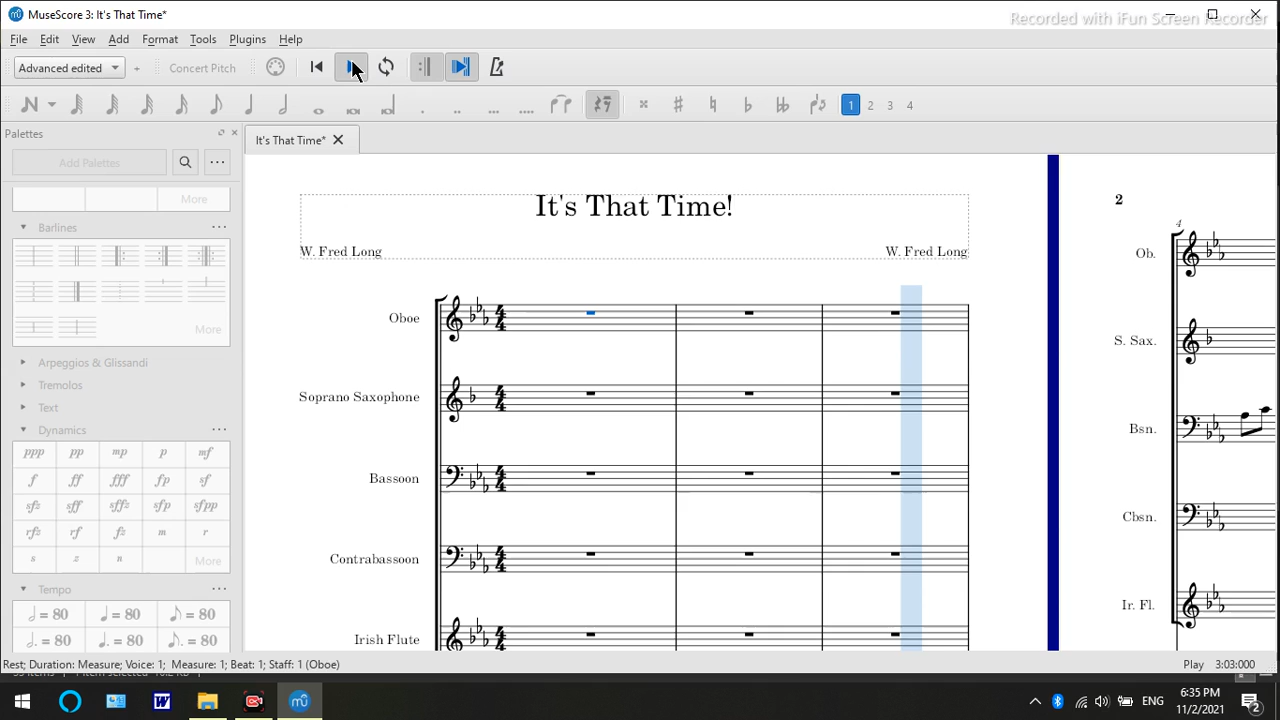 MuseScore 3: It's That Time*
Recorded with iFun Screen Recorder
File Edit View Add Format Tools Plugins Help
Advanced edited + Concert Pitch
1 2 3 4
Palettes
It's That Time*
Add Palettes
More
Barlines
More
Arpeggios & Glissandi
Tremolos
Text
Dynamics
ppp pp mp p mf
f ff fff fp sf
sfz sff sffz sfp sfpp
rfz rf fz m r
s z n More
Tempo
= 80 = 80 = 80
= 80 = 80 = 80
It's That Time!
W. Fred Long W. Fred Long
Oboe
Soprano Saxophone
Bassoon
Contrabassoon
Irish Flute
2
4
Ob.
S. Sax.
Bsn.
Cbsn.
Ir. Fl.
Rest; Duration: Measure; Voice: 1; Measure: 1; Beat: 1; Staff: 1 (Oboe)
Play 3:03:000
ENG
6:35 PM
11/2/2021
2